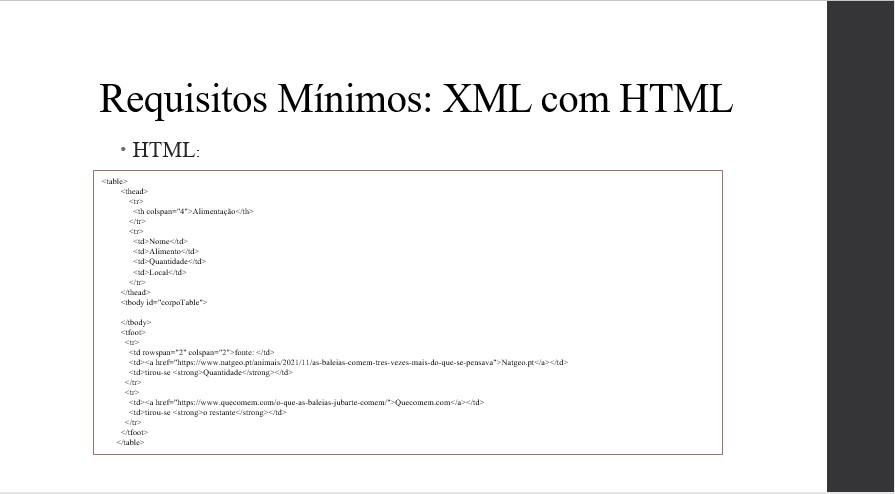 Requisitos Mínimos: XML com HTML
• HTML:
<table>
<thead>
<tr>
<th colspan="4">Alimentação</th>
</tr>
<tr>
<td>Nome</td>
<td>Alimento</td>
<td>Quantidade</td>
<td>Local</td>
</tr>
</thead>
<tbody id="corpoTable">
</tbody>
<tfoot>
<tr>
<td rowspan="2" colspan="2">fonte: </td>
<td><a href="https://www.natgeo.pt/animais/2021/11/as-baleias-comem-tres-vezes-mais-do-que-se-pensava">Natgeo.pt</a></td>
<td>tirou-se <strong>Quantidade</strong></td>
</tr>
<tr>
<td><a href="https://www.quecomem.com/o-que-as-baleias-jubarte-comem/">Quecomem.com</a></td>
<td>tirou-se <strong>o restante</strong></td>
</tr>
</tfoot>
</table>